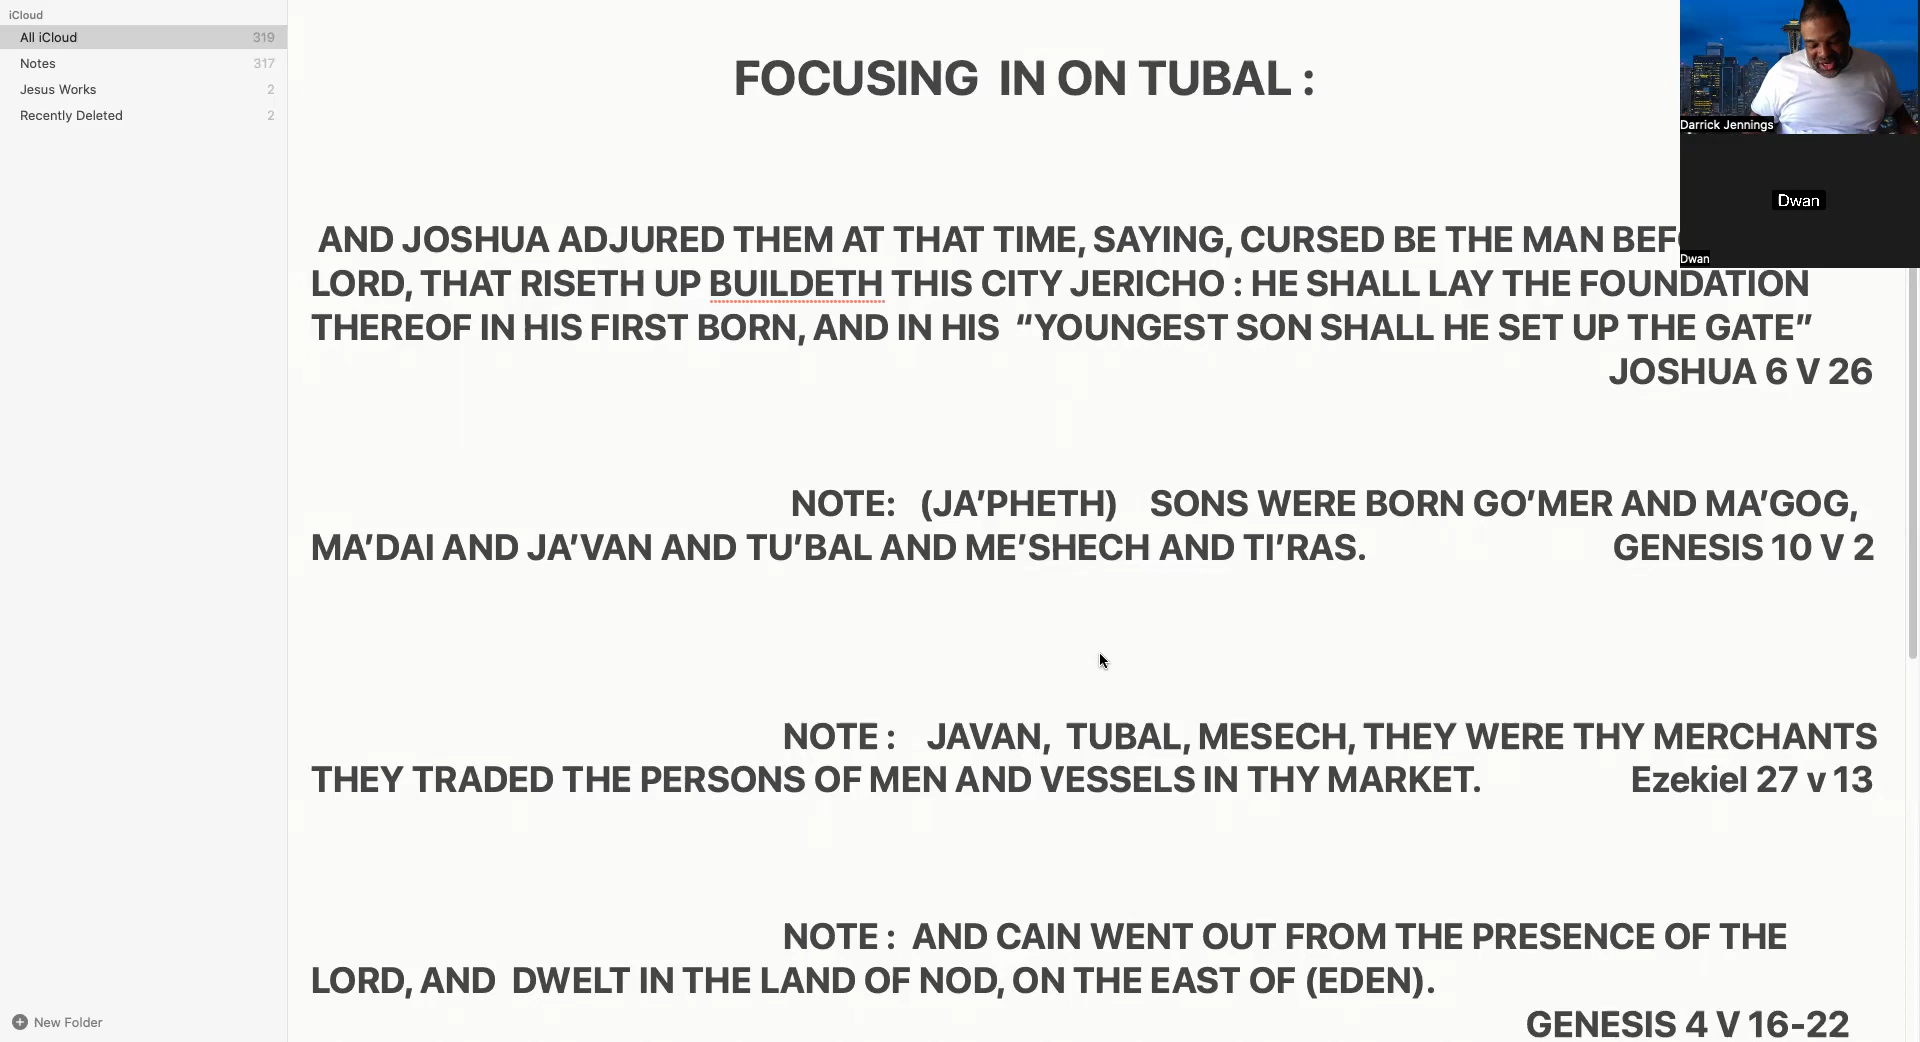 iCloud
All iCloud 319
Notes 317
Jesus Works 2
Recently Deleted 2
New Folder
FOCUSING IN ON TUBAL :
AND JOSHUA ADJURED THEM AT THAT TIME, SAYING, CURSED BE THE MAN
LORD, THAT RISETH UP BUILDETH THIS CITY JERICHO : HE SHALL LAY THE FOUNDATION
THEREOF IN HIS FIRST BORN, AND IN HIS “YOUNGEST SON SHALL HE SET UP THE GATE”
JOSHUA 6 V 26
NOTE: (JA’PHETH) SONS WERE BORN GO’MER AND MA’GOG,
MA’DAI AND JA’VAN AND TU’BAL AND ME’SHECH AND TI’RAS. GENESIS 10 V 2
NOTE : JAVAN, TUBAL, MESECH, THEY WERE THY MERCHANTS
THEY TRADED THE PERSONS OF MEN AND VESSELS IN THY MARKET. Ezekiel 27 v 13
NOTE : AND CAIN WENT OUT FROM THE PRESENCE OF THE
LORD, AND DWELT IN THE LAND OF NOD, ON THE EAST OF (EDEN).
GENESIS 4 V 16-22
Darrick Jennings
Dwan
Dwan